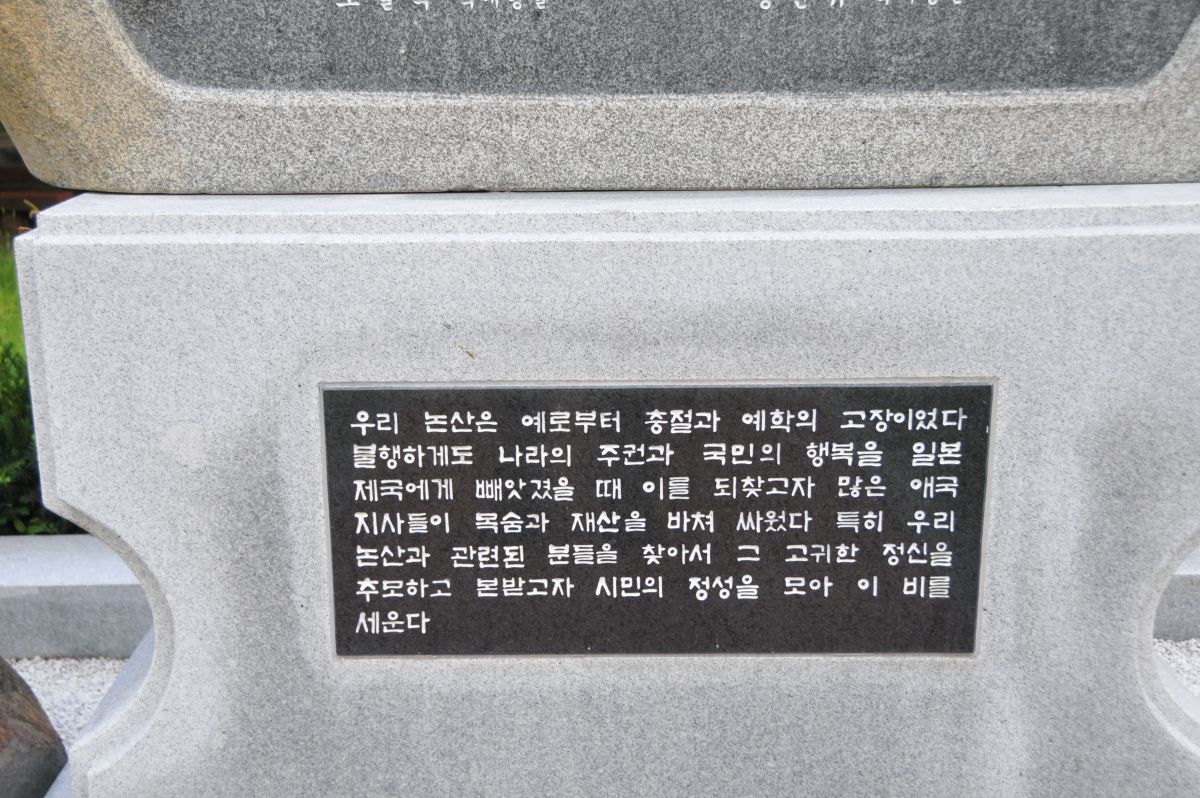 우리 논산은 예로부터 충절과 예학의 고장이었다
불행하게도 나라의 주권과 국민의 행복을 일본
제국에게 빼앗겼을 때 이를 되찾고자 많은 애국
지사들이 목숨과 재산을 바쳐 싸웠다 특히 우리
논산과 관련된 분들을 찾아서 그 고귀한 정신을
추모하고 본받고자 시민의 정성을 모아 이 비를
세운다